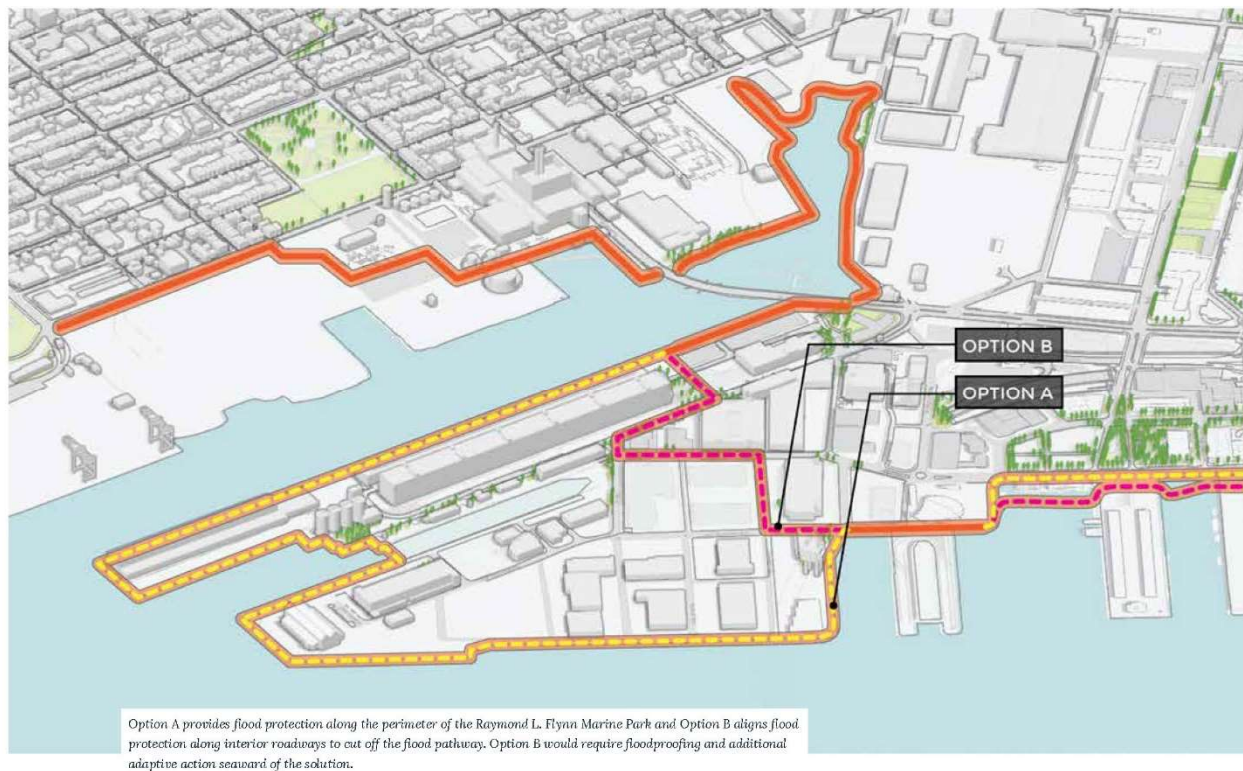 OPTION B
OPTION A
Option A provides flood protection along the perimeter of the Raymond L. Flynn Marine Park and Option B aligns flood
protection along interior roadways to cut off the flood pathway. Option B would require floodproofing and additional
adaptive action seaward of the solution.